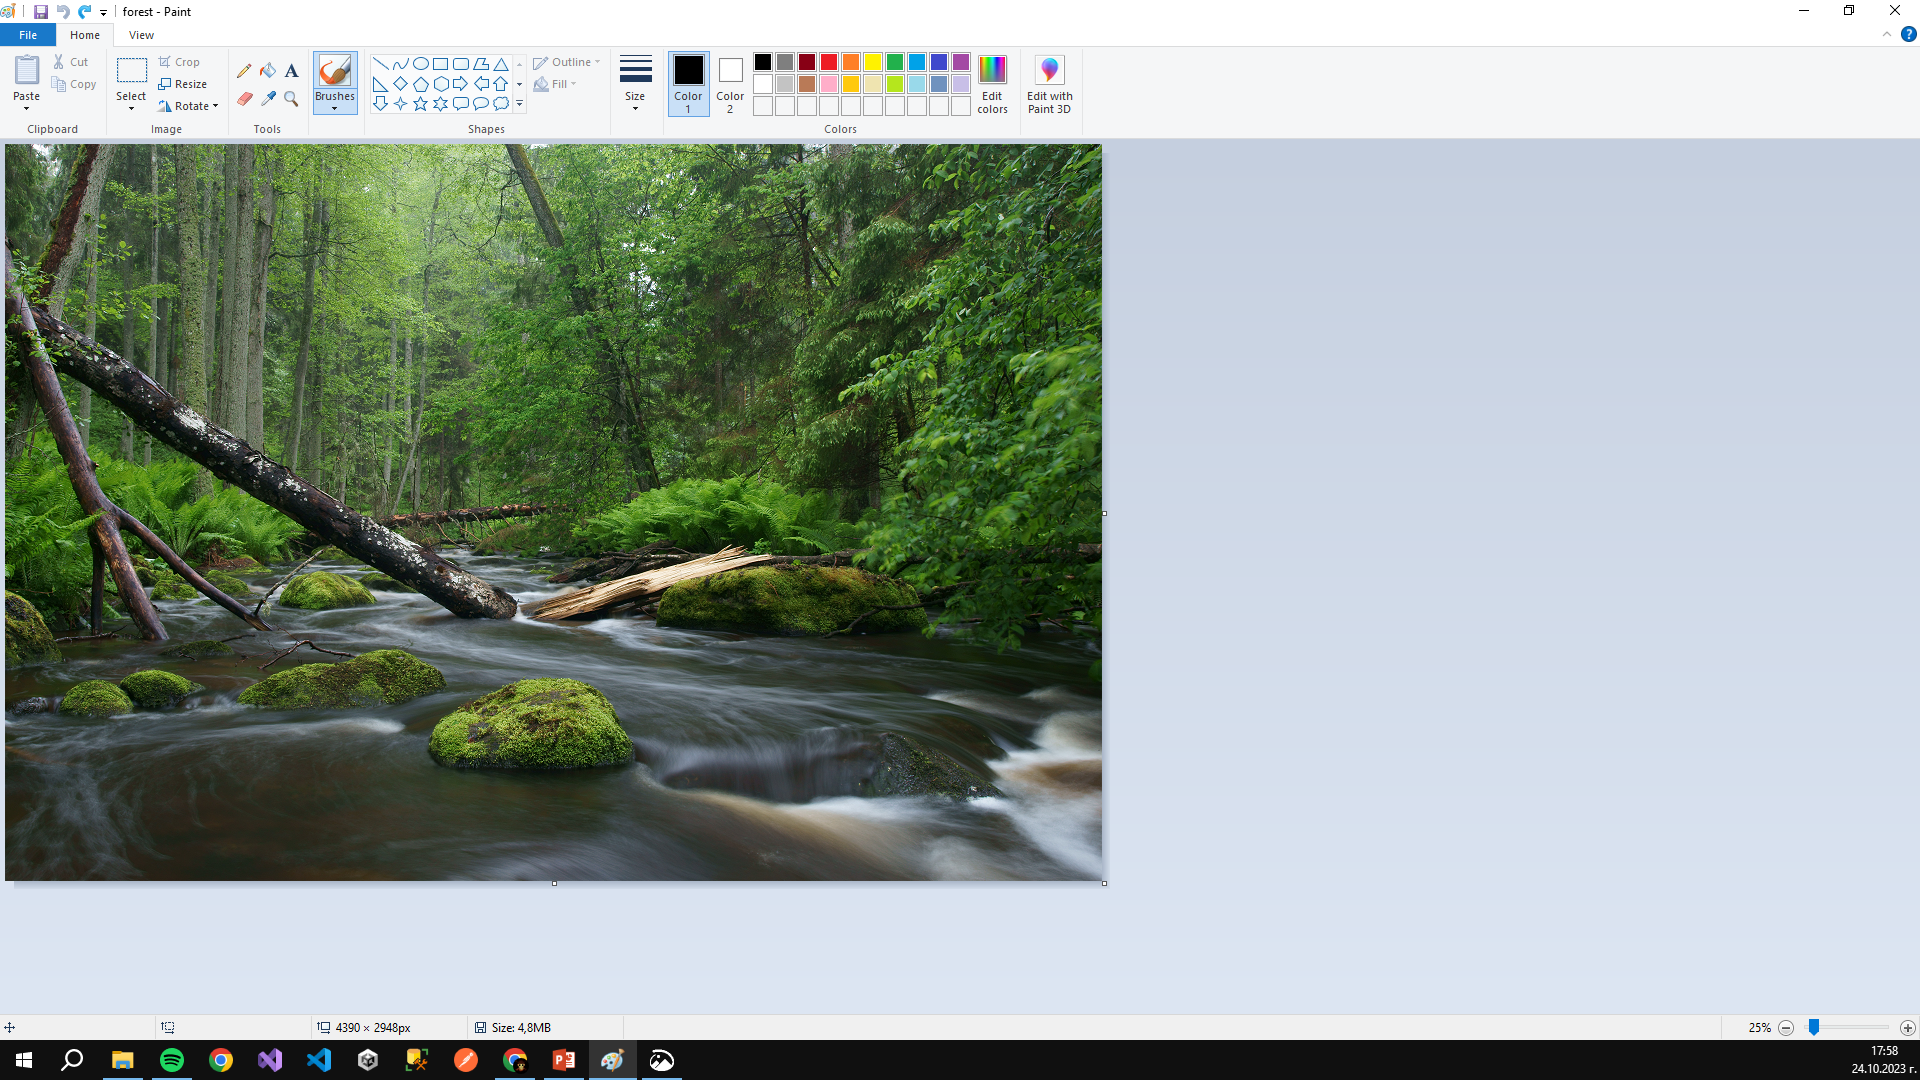 forest - Paint
File
Home
View
Paste
Cut
Copy
Clipboard
Select
Crop
Resize
Rotate
Image
A
Tools
Brushes
Shapes
Outline
Fill
Size
Color
1
Color
2
Colors
Edit
colors
Edit with
Paint 3D
?
4390 × 2948px
Size: 4,8MB
25%
17:58
24.10.2023 г.